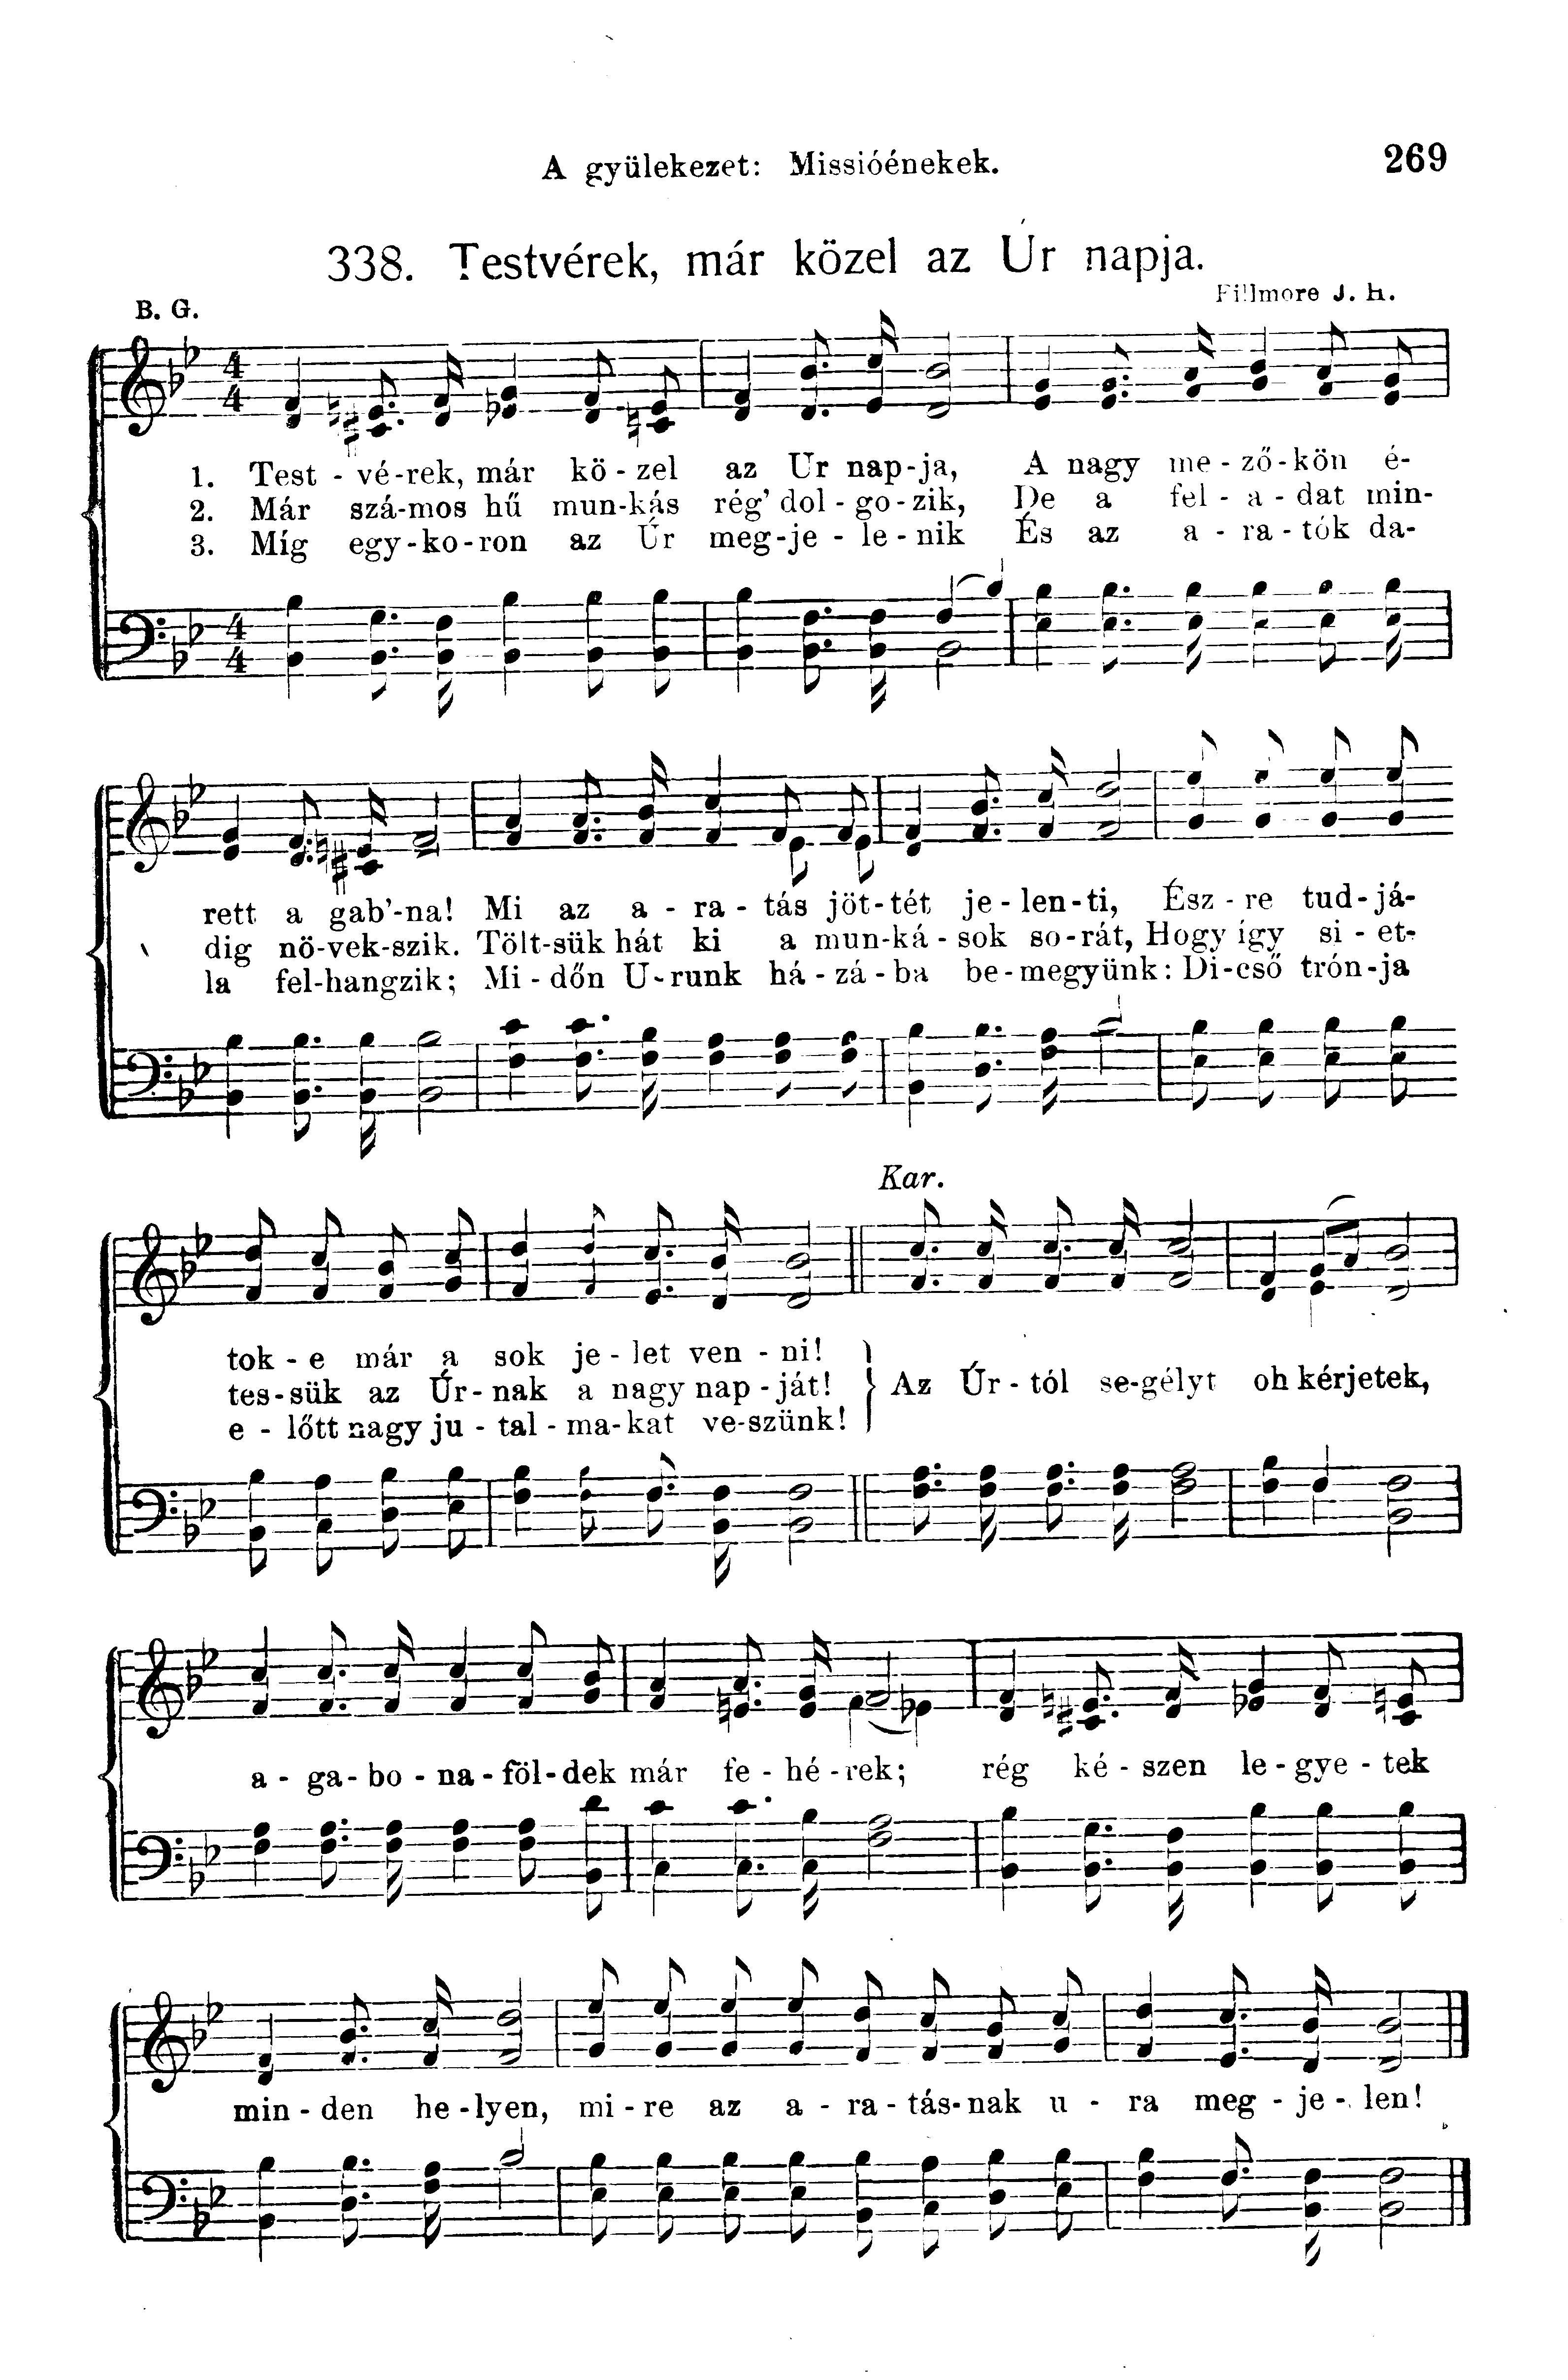 A gyülekezet: Missióénekek.
269
338. Testvérek, már közel az Úr napja.
B. G.
Fillmore J. H.
1. Test - vé - rek, már kö - zel az Ur nap - ja, A nagy me - ző - kön é-
2. Már szá - mos hű mun - kás rég' dol - go - zik, De a fel - a - dat min-
3. Míg egy - ko - ron az Úr meg - je - le - nik És az a - ra - tók da-
rett a gab'-na! Mi az a - ra - tás jöt - tét je - len - ti, Ész - re tud - já-
dig nö - vek - szik. Tölt - sük hát ki a mun - ká - sok so - rát, Hogy így si - et-
la fel - hangzik; Mi - dőn U - runk há - zá - ba be - megyünk: Di - cső trón - ja
Kar.
tok - e már a sok je - let ven - ni!
tes - sük az Úr - nak a nagy nap - ját! } Az Úr - tól se - gélyt oh kérjetek,
e - lőtt nagy ju - tal - ma - kat ve - szünk!
a - ga - bo - na - föl - dek már fe - hé - rek; rég ké - szen le - gye - tek
min - den he - lyen, mi - re az a - ra - tás - nak u - ra meg - je - len!